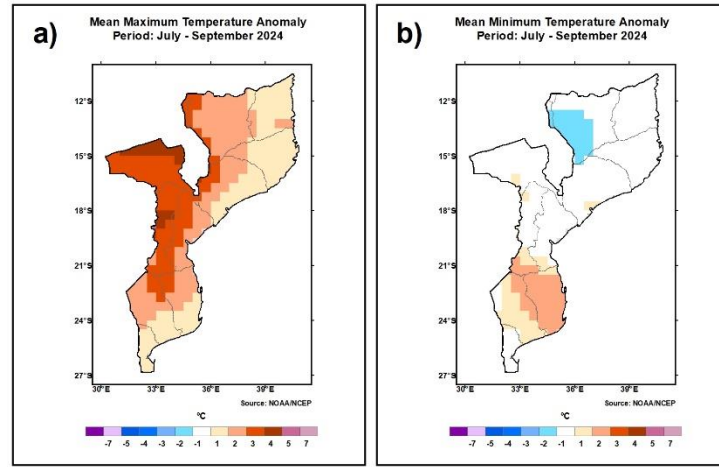 a)
Mean Maximum Temperature Anomaly
Period: July - September 2024
12°S
15°S
18°S
21°S
24°S
27°S
30°E
33°E
36°E
39°E
Source: NOAA/NCEP
°C
-7 -5 -4 -3 -2 -1 1 2 3 4 5 7
b)
Mean Minimum Temperature Anomaly
Period: July - September 2024
12°S
15°S
18°S
21°S
24°S
27°S
30°E
33°E
36°E
39°E
Source: NOAA/NCEP
°C
-7 -5 -4 -3 -2 -1 1 2 3 4 5 7